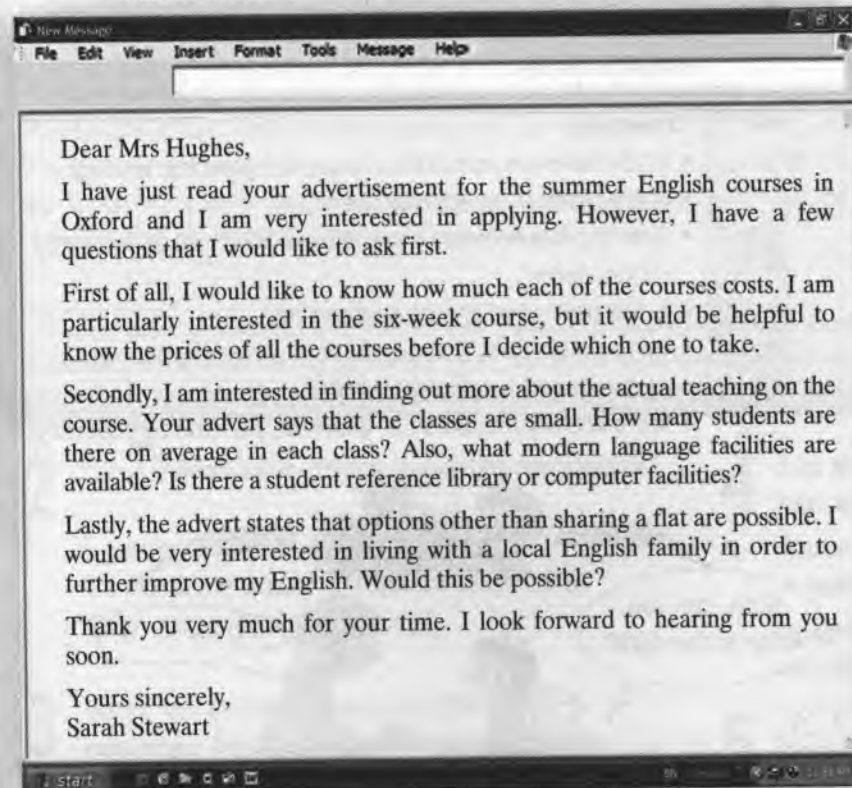 New Message
File Edit View Insert Format Tools Message Help
Dear Mrs Hughes,
I have just read your advertisement for the summer English courses in
Oxford and I am very interested in applying. However, I have a few
questions that I would like to ask first.
First of all, I would like to know how much each of the courses costs. I am
particularly interested in the six-week course, but it would be helpful to
know the prices of all the courses before I decide which one to take.
Secondly, I am interested in finding out more about the actual teaching on the
course. Your advert says that the classes are small. How many students are
there on average in each class? Also, what modern language facilities are
available? Is there a student reference library or computer facilities?
Lastly, the advert states that options other than sharing a flat are possible. I
would be very interested in living with a local English family in order to
further improve my English. Would this be possible?
Thank you very much for your time. I look forward to hearing from you
soon.
Yours sincerely,
Sarah Stewart
start